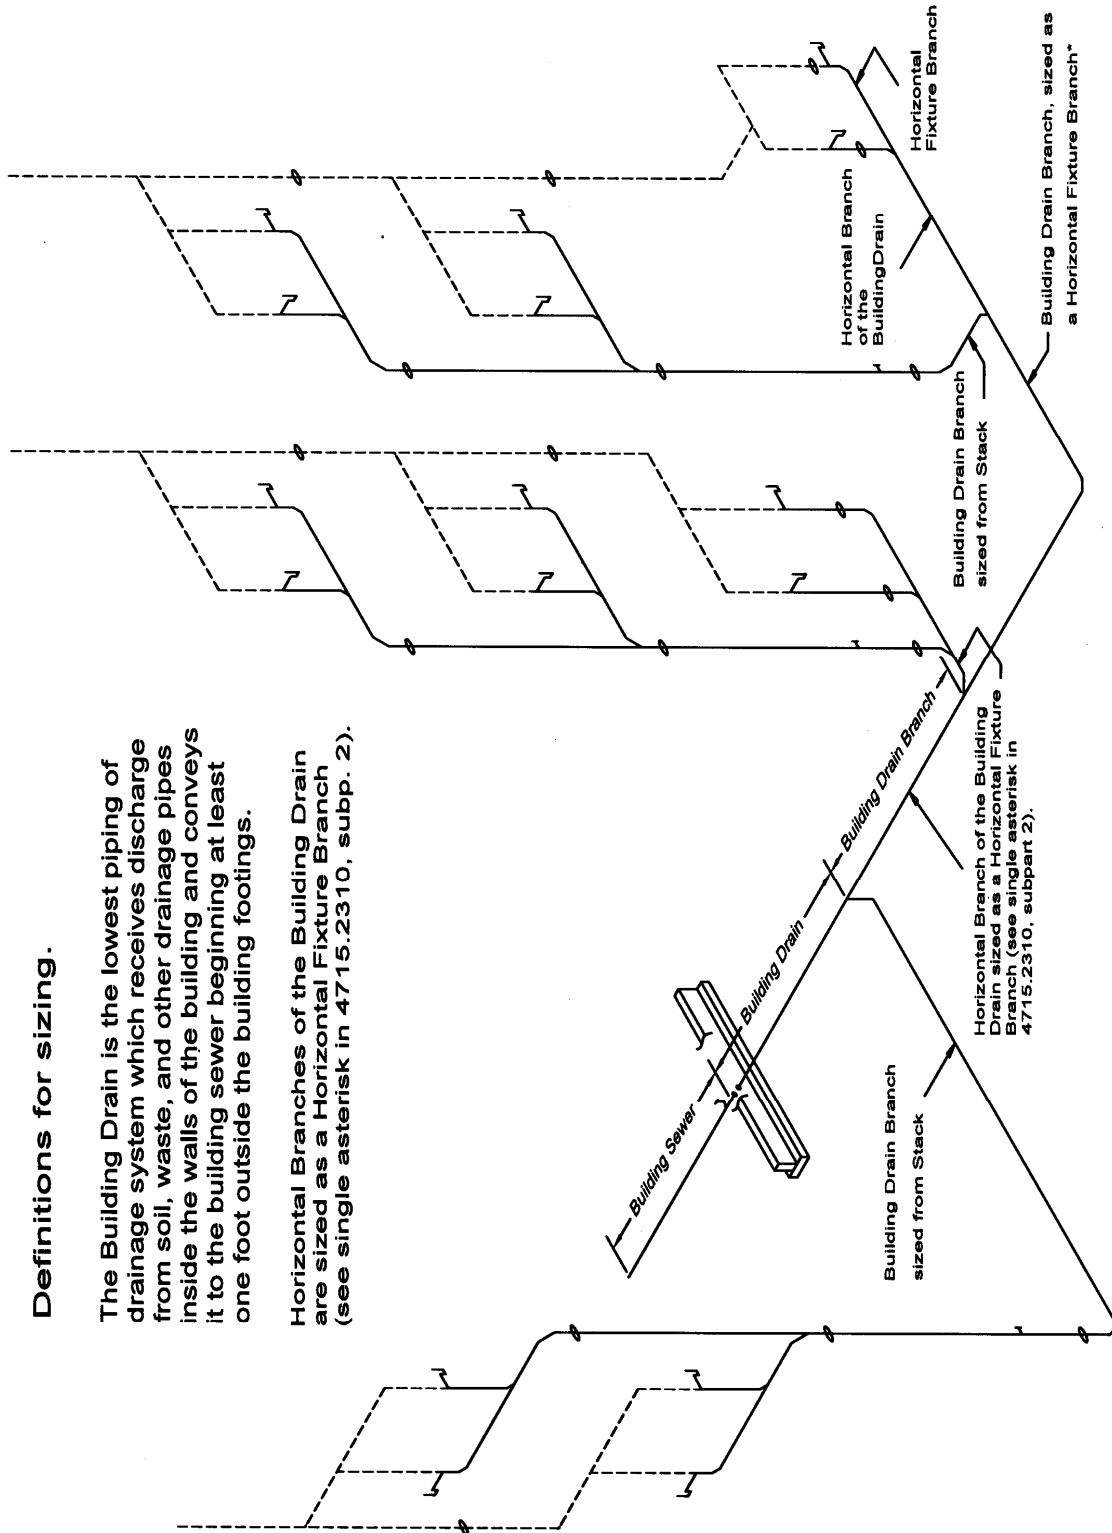 Definitions for sizing.
The Building Drain is the lowest piping of
drainage system which receives discharge
from soil, waste, and other drainage pipes
inside the walls of the building and conveys
it to the building sewer beginning at least
one foot outside the building footings.
Horizontal Branches of the Building Drain
are sized as a Horizontal Fixture Branch
(see single asterisk in 4715.2310, subp. 2).
Building Sewer
Building Drain
Building Drain Branch
Building Drain Branch
sized from Stack
Horizontal Branch of the Building
Drain sized as a Horizontal Fixture
Branch (see single asterisk in
4715.2310, subpart 2).
Building Drain Branch
sized from Stack
Horizontal Branch
of the
BuildingDrain
Horizontal
Fixture Branch
Building Drain Branch, sized as
a Horizontal Fixture Branch*